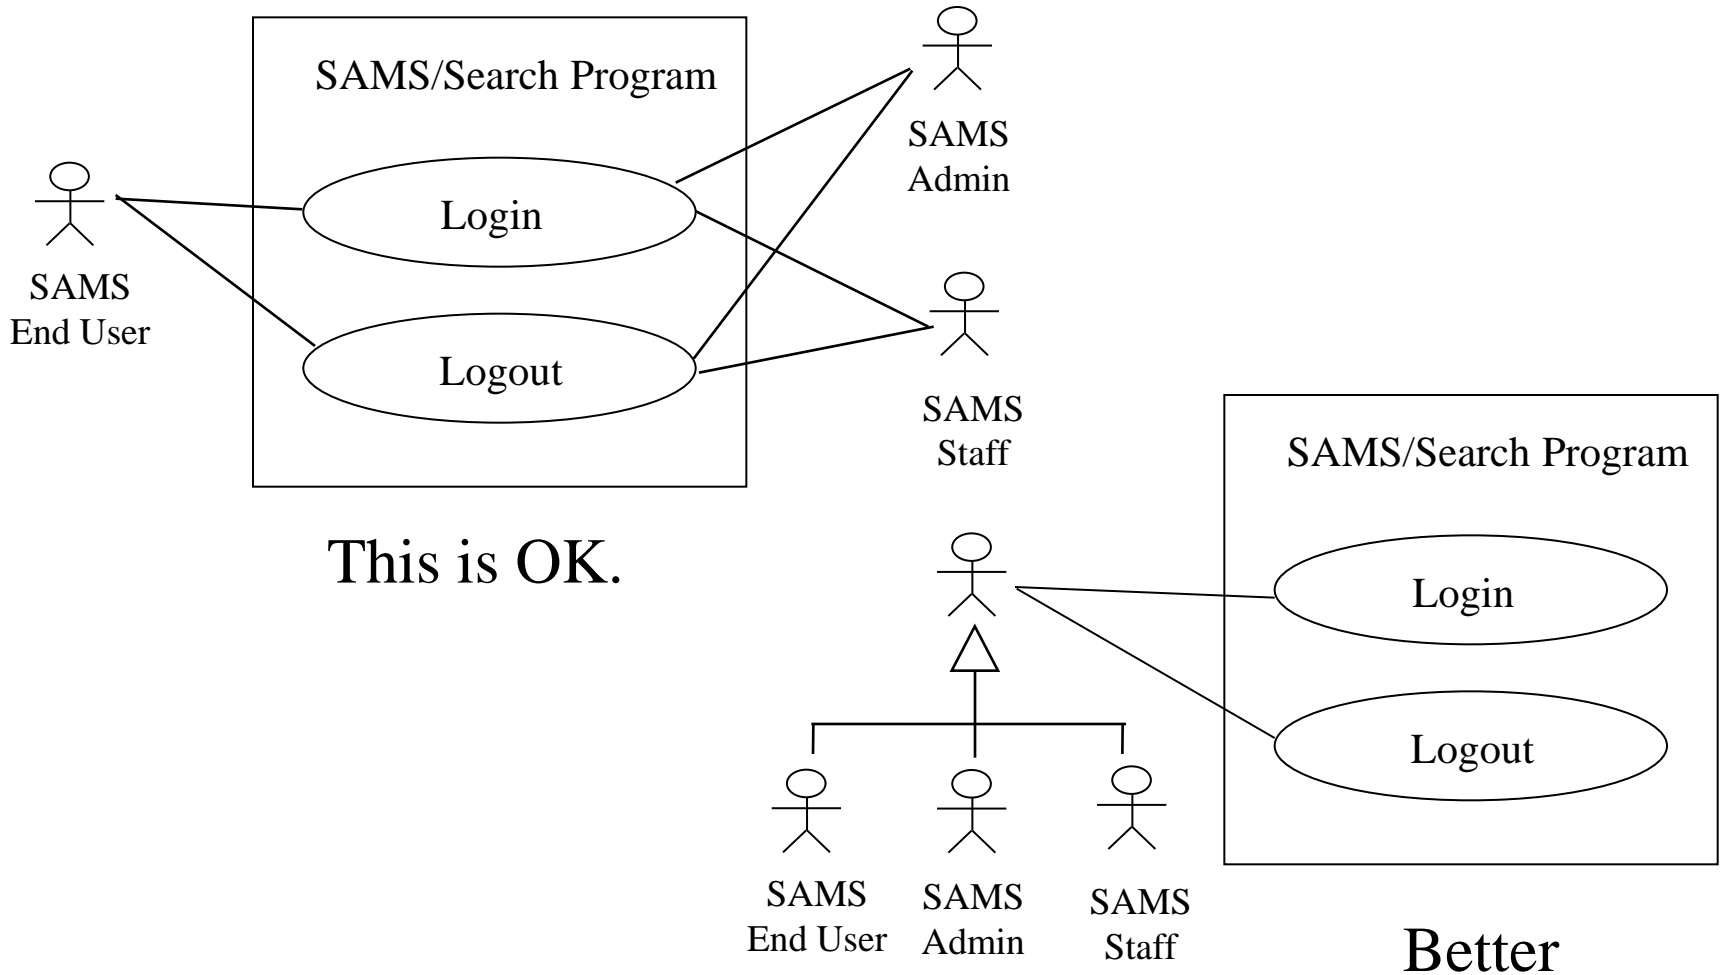 SAMS/Search Program
SAMS
Admin
Login
SAMS
End User
Logout
SAMS
Staff
This is OK.
SAMS/Search Program
Login
Logout
SAMS
End User
SAMS
Admin
SAMS
Staff
Better